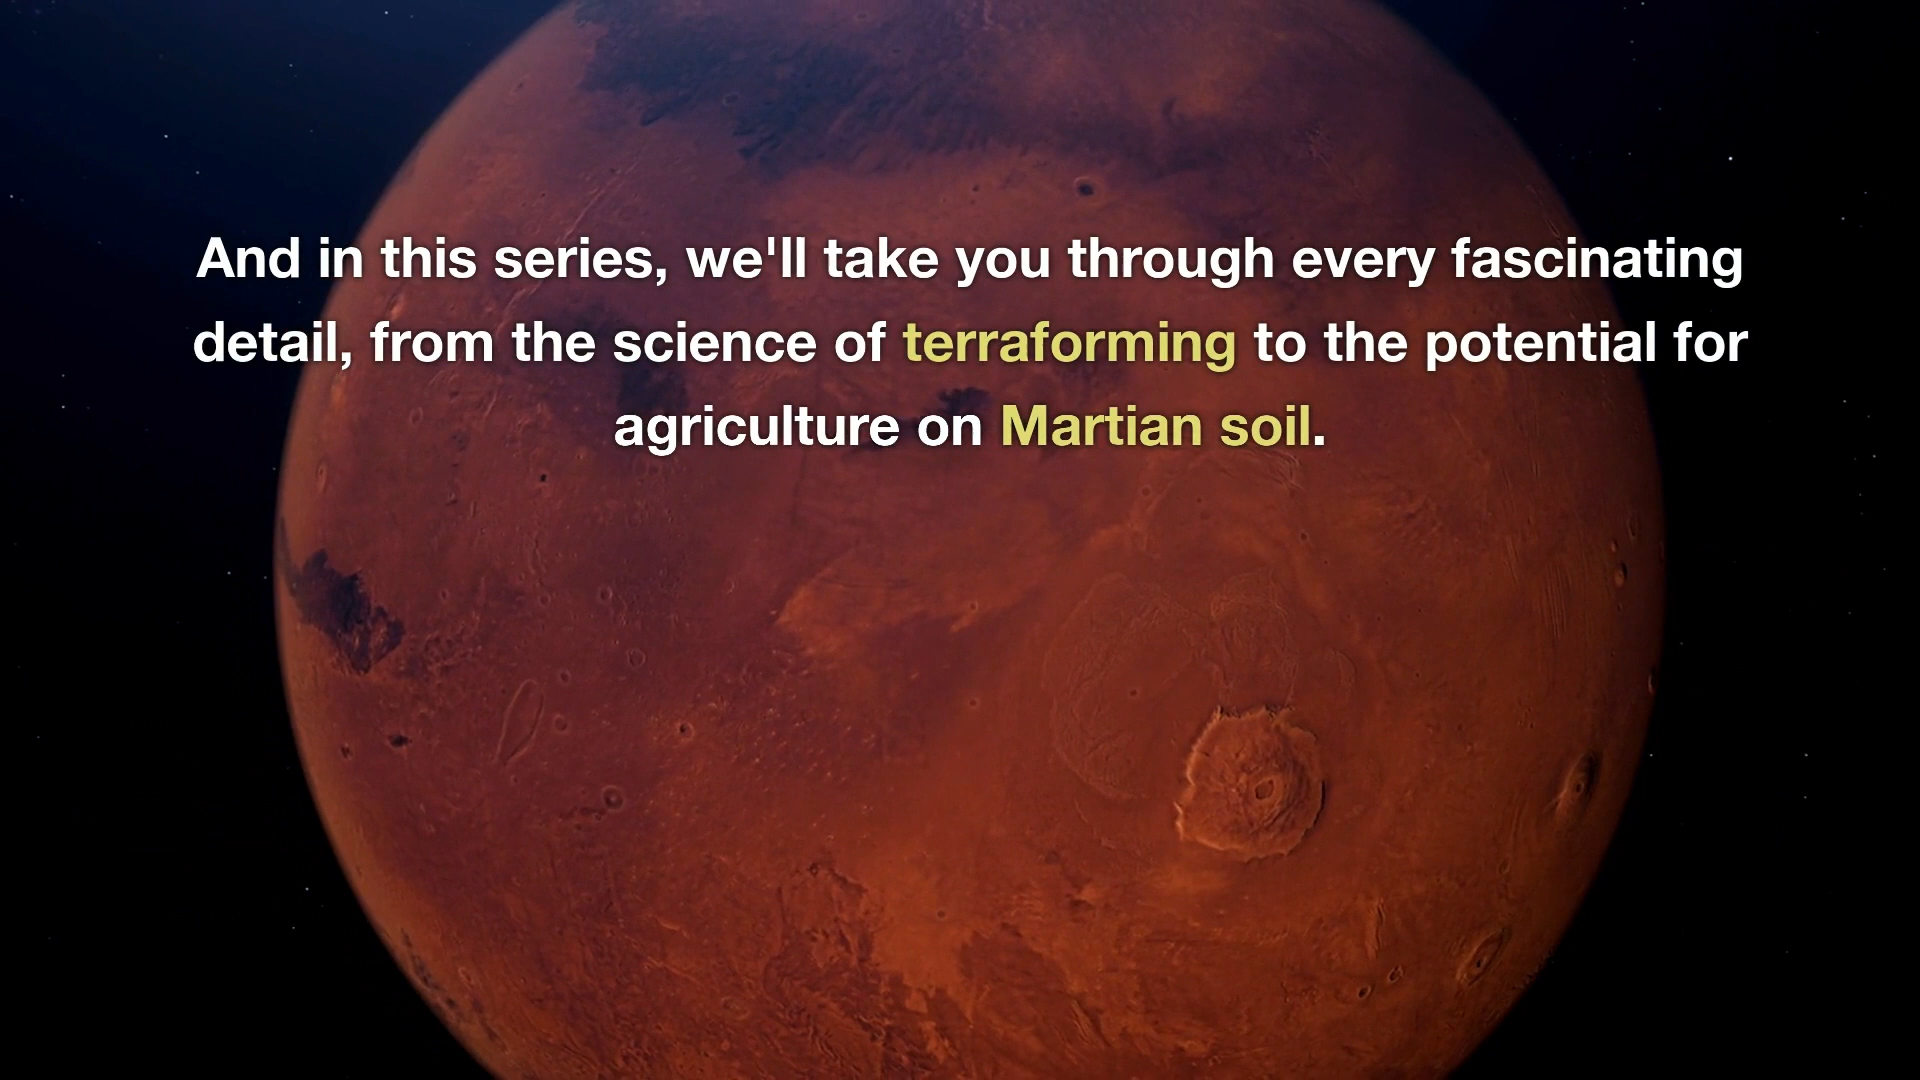 And in this series, we'll take you through every fascinating
detail, from the science of terraforming to the potential for
agriculture on Martian soil.